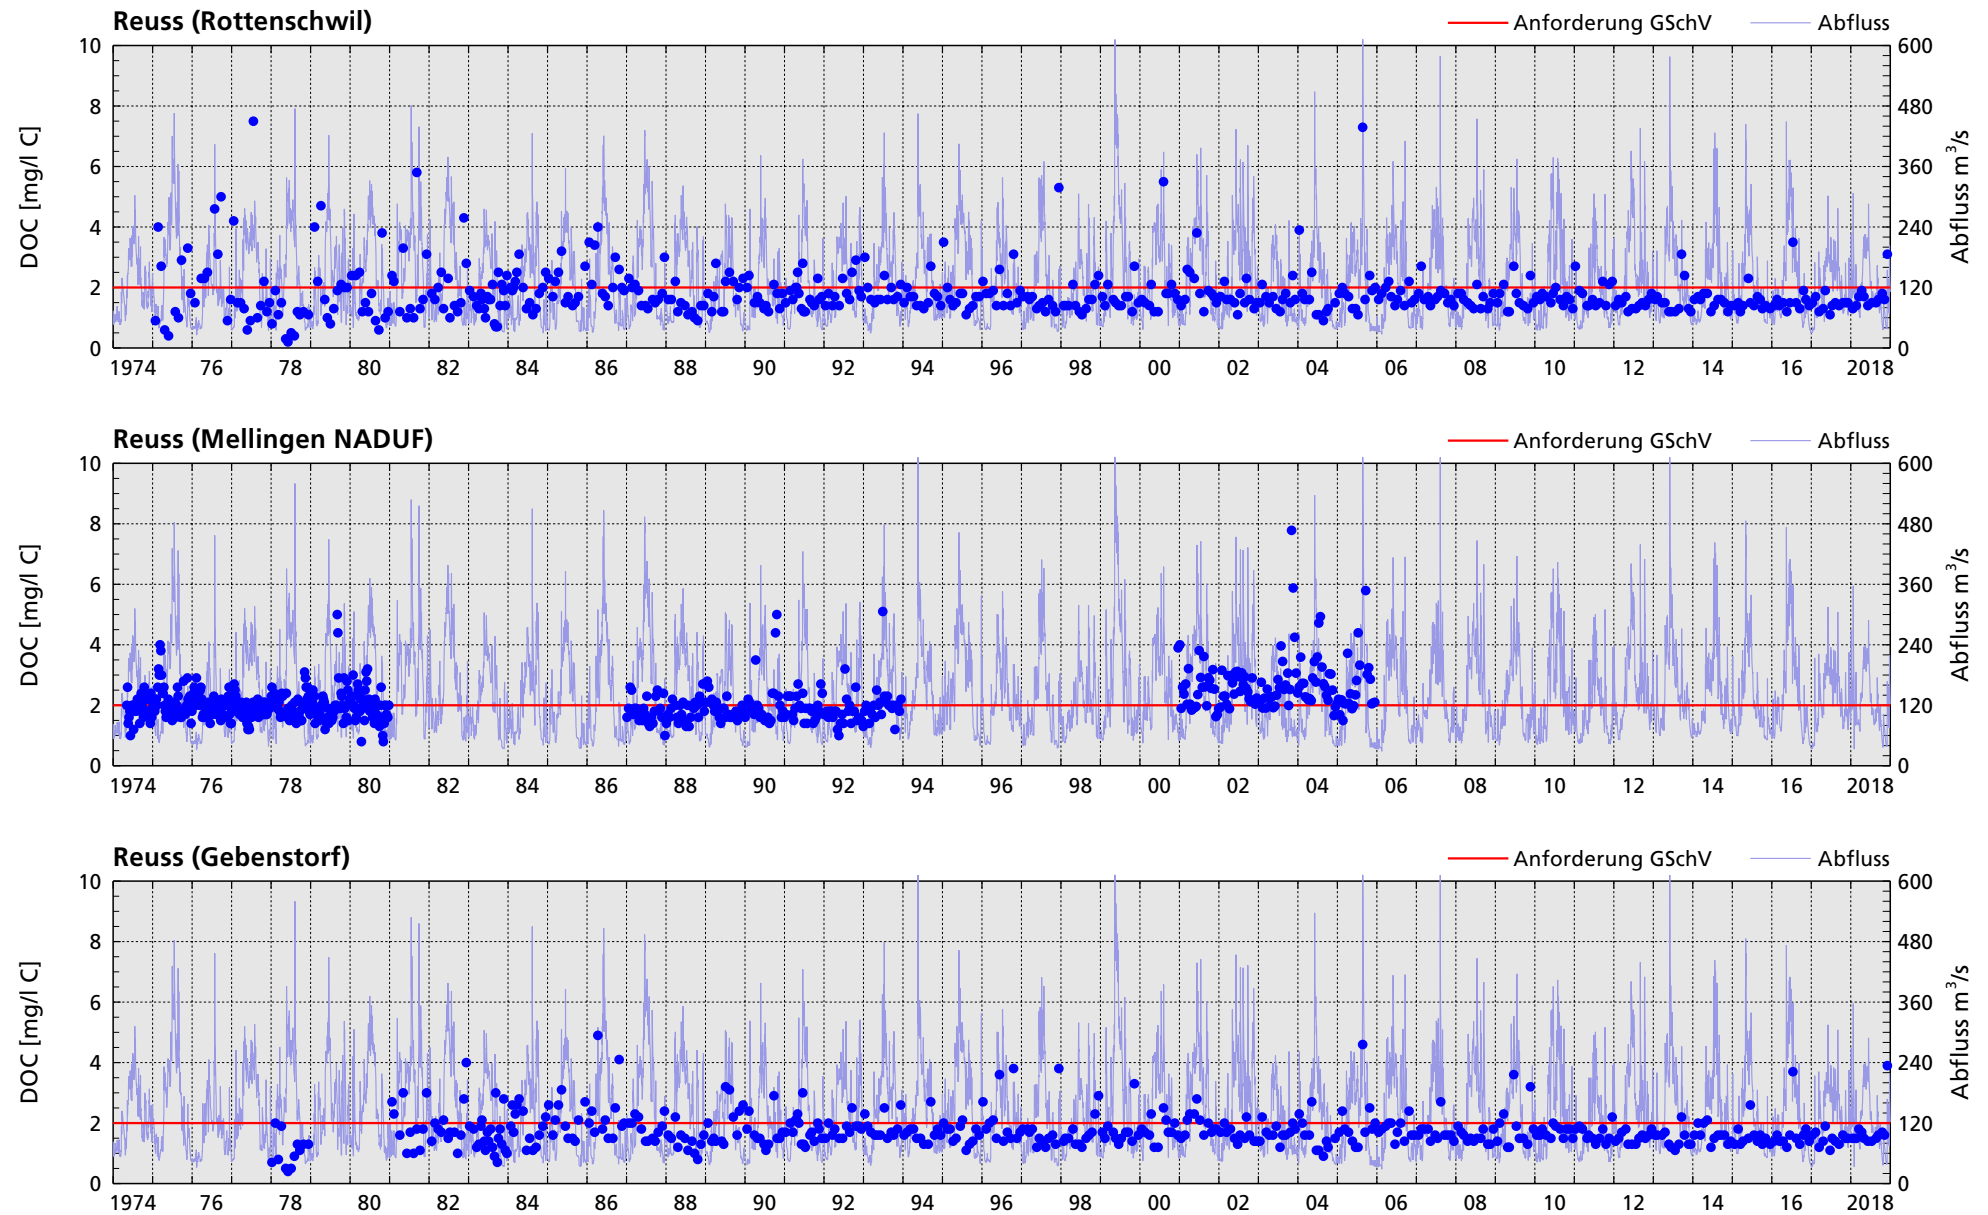 Reuss (Rottenschwil)
Anforderung GSchV
Abfluss
DOC [mg/l C]
10
8
6
4
2
0
600
480
360
240
120
0
Abfluss m³/s
1974 76 78 80 82 84 86 88 90 92 94 96 98 00 02 04 06 08 10 12 14 16 2018
Reuss (Mellingen NADUF)
Anforderung GSchV
Abfluss
DOC [mg/l C]
10
8
6
4
2
0
600
480
360
240
120
0
Abfluss m³/s
1974 76 78 80 82 84 86 88 90 92 94 96 98 00 02 04 06 08 10 12 14 16 2018
Reuss (Gebenstorf)
Anforderung GSchV
Abfluss
DOC [mg/l C]
10
8
6
4
2
0
600
480
360
240
120
0
Abfluss m³/s
1974 76 78 80 82 84 86 88 90 92 94 96 98 00 02 04 06 08 10 12 14 16 2018